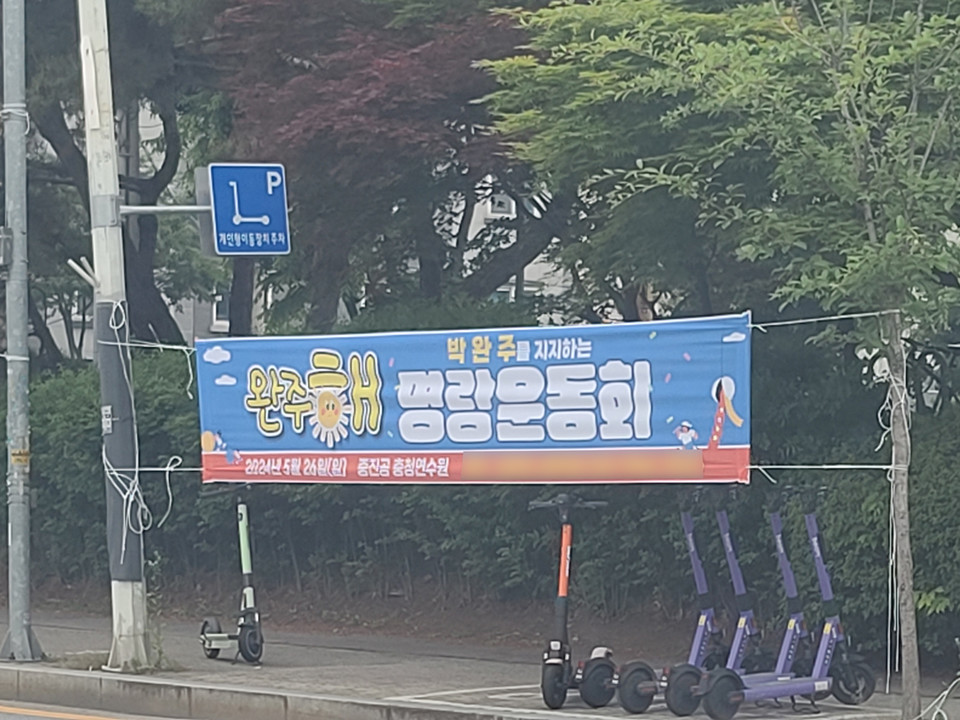 P
개인형이동장치 주차
박완주를 지지하는
완주해
명랑운동회
2024년 5월 26일(일) 중진공 충청연수원